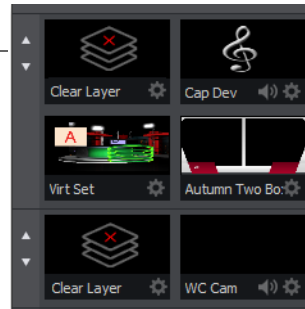 Clear Layer
Cap Dev
A
Virt Set
Autumn Two Bo:
Clear Layer
WC Cam